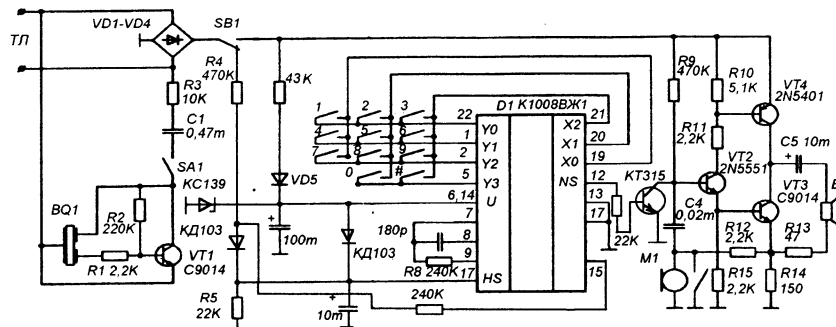 ТЛ
VD1-VD4
SB1
R4
470K
R3
10K
C1
0,47m
SA1
BQ1
R2
220K
R1 2,2K
VT1
C9014
R5
22K
43K
VD5
КС139
КД103
100m
КД103
10m
1 2 3
4 5 6
7 8 9
0 #
D1 К1008ВЖ1
22 Y0
1 Y1
2 Y2
5 Y3
6,14 U
7
8
9
17 HS
X2 21
X1 20
X0 19
NS 12
13
17
15
180p
R8 240K
240K
22K
КТ315
R9
470K
R10
5,1K
R11
2,2K
VT4
2N5401
VT2
2N5551
C5 10m
VT3
C9014
C4
0,02m
R12
2,2K
R13
47
M1
R15
2,2K
R14
150